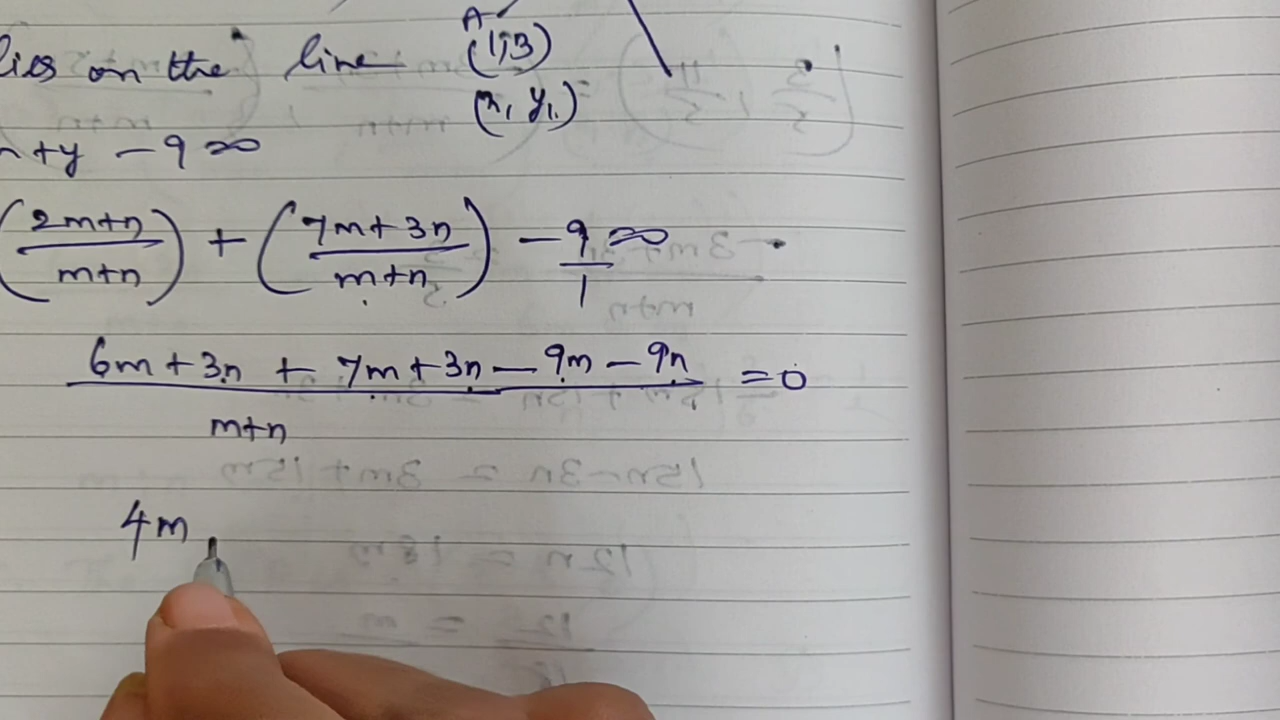 A
lies on the line (1,3)
(x₁ y₁.)
+y - 9 = 0
(2m+n / m+n) + (7m+3n / m+n) - 9/1 = 0
6m + 3n + 7m + 3n - 9m - 9n / m+n = 0
4m